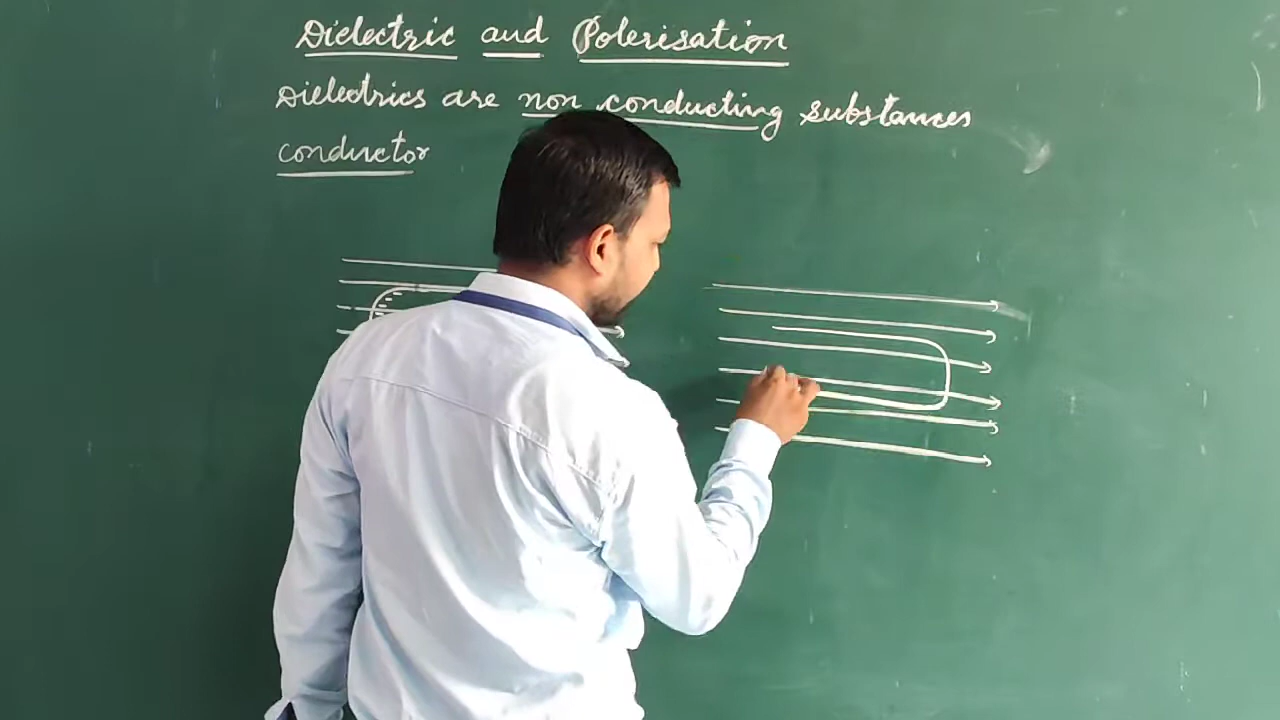 Dielectric and Polerisation
Dielectrics are non conducting substances
conductor